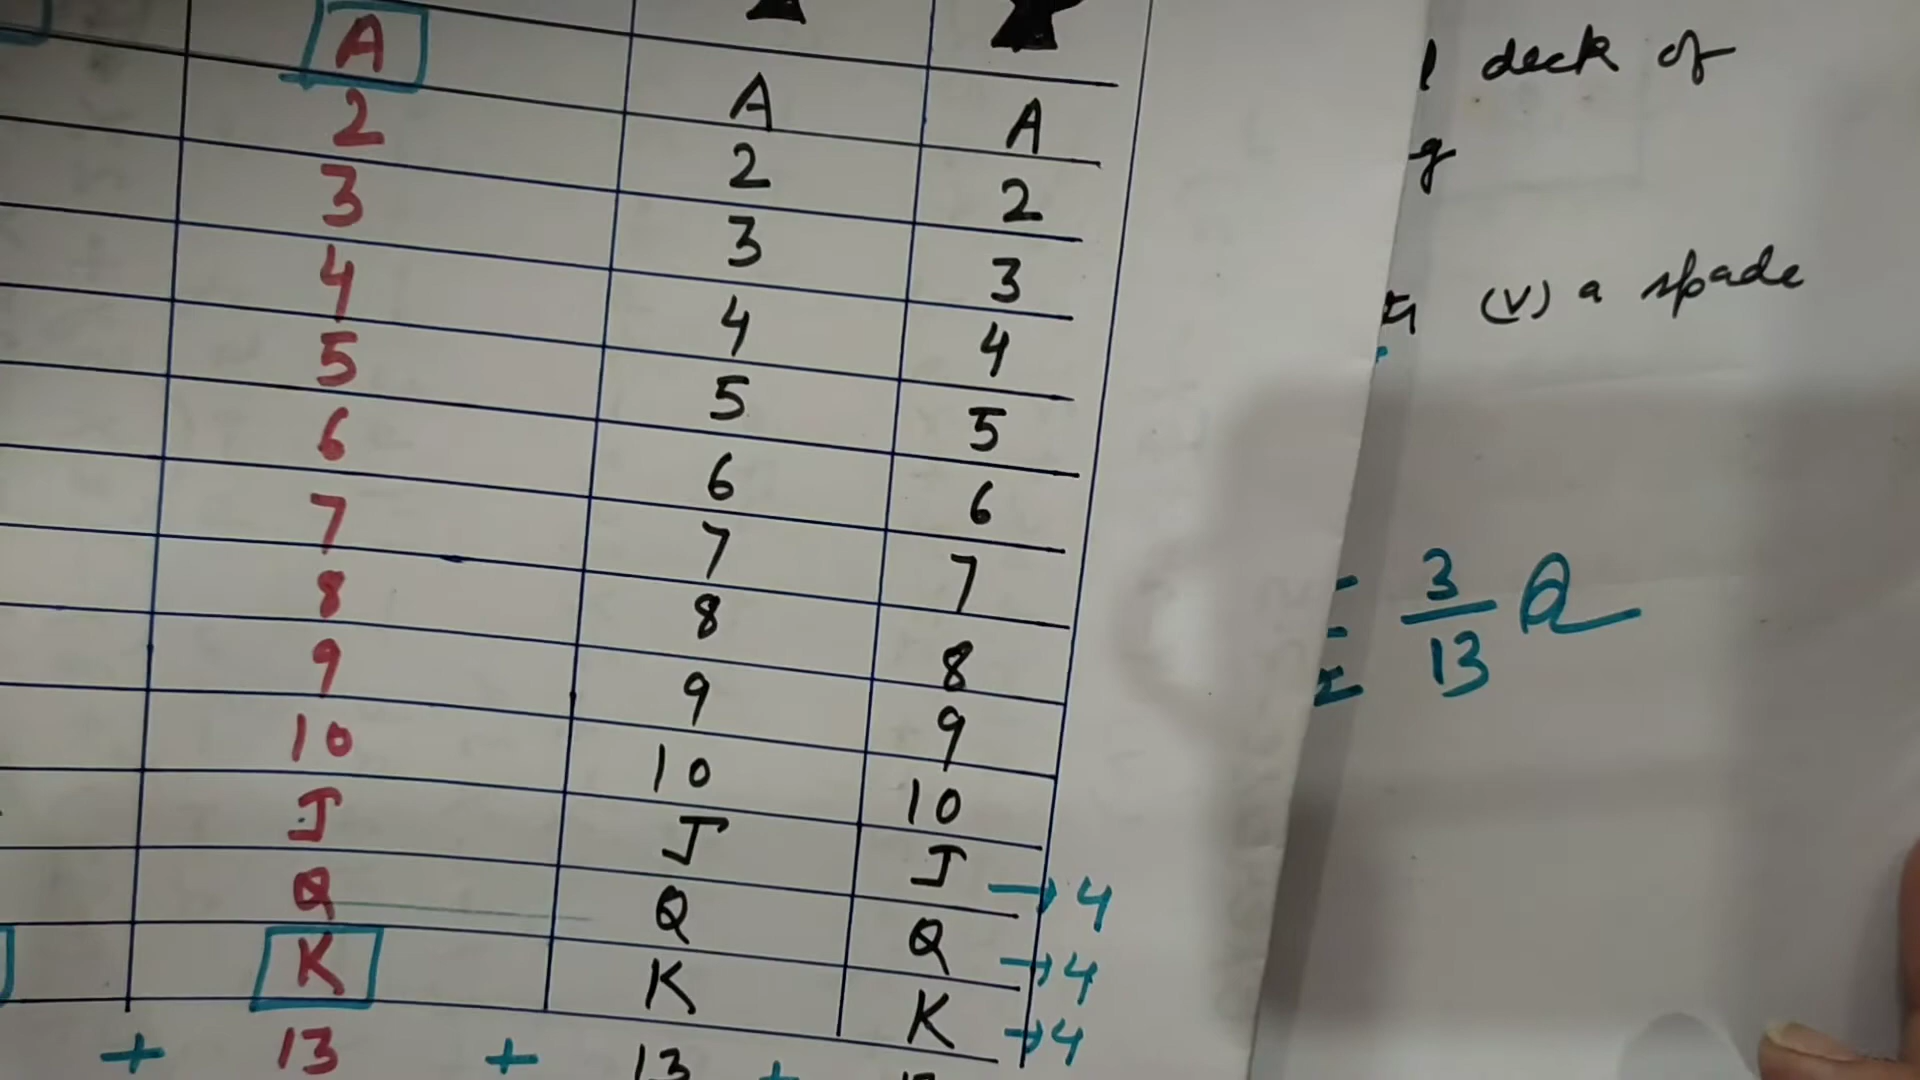 A A A
2 2 2
3 3 3
4 4 4
5 5 5
6 6 6
7 7 7
8 8 8
9 9 9
10 10 10
J J J → 4
Q Q Q → 4
K K K → 4
+ 13 + 13 +
deck of
g
(V) a spade
= 3/13